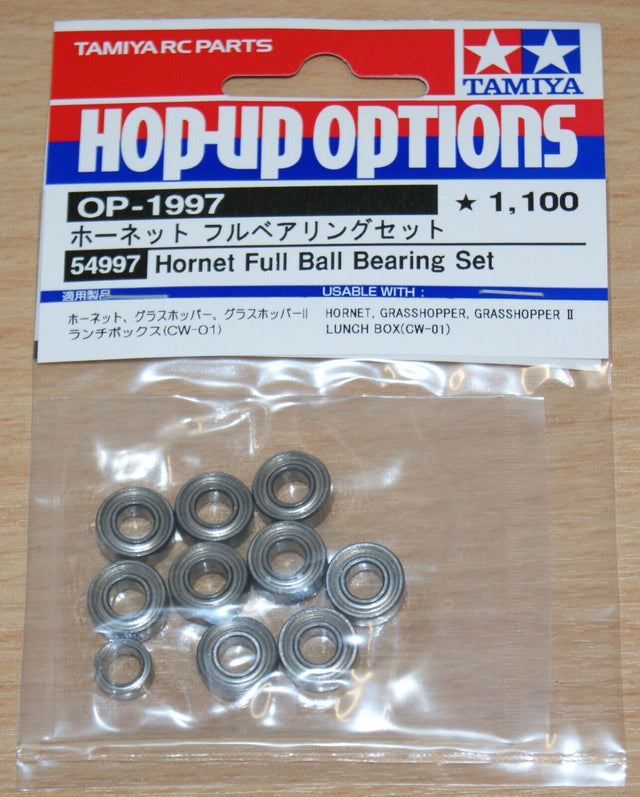 TAMIYA RC PARTS
TAMIYA
HOP-UP OPTIONS
OP-1997
★ 1,100
ホーネット フルベアリングセット
54997 Hornet Full Ball Bearing Set
適用製品
USABLE WITH :
ホーネット、グラスホッパー、グラスホッパーII
ランチボックス(CW-01)
HORNET, GRASSHOPPER, GRASSHOPPER II
LUNCH BOX(CW-01)